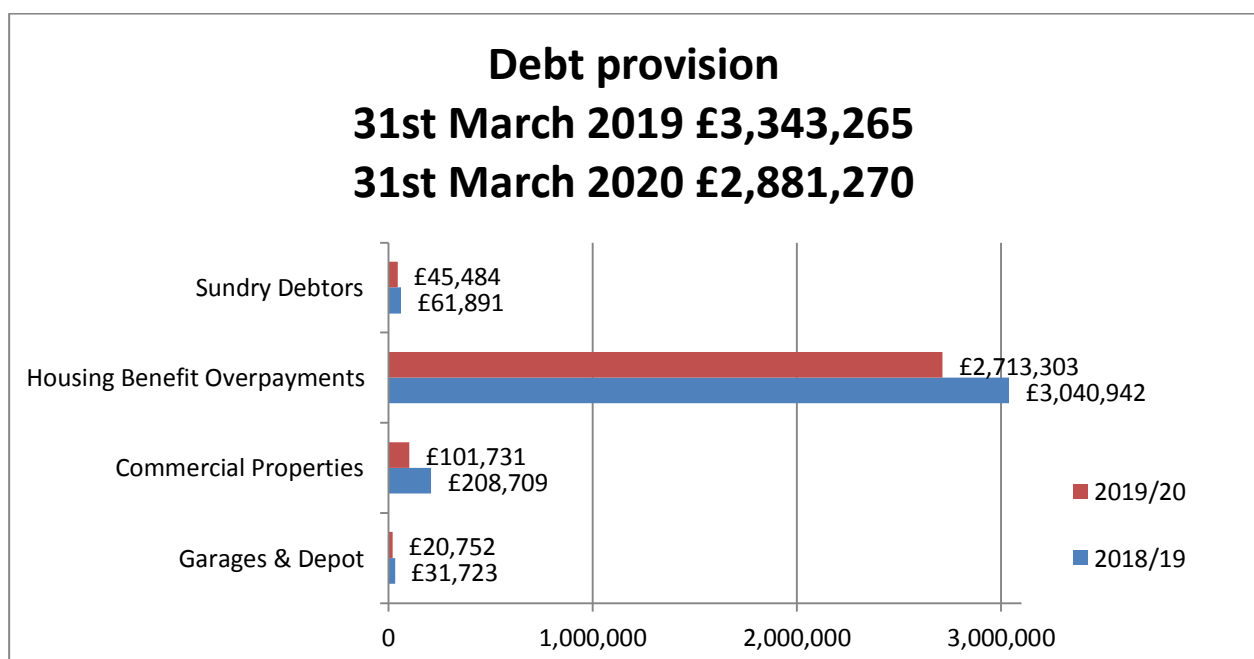 Debt provision
31st March 2019 £3,343,265
31st March 2020 £2,881,270
Sundry Debtors
£45,484
£61,891
Housing Benefit Overpayments
£2,713,303
£3,040,942
Commercial Properties
£101,731
£208,709
Garages & Depot
£20,752
£31,723
2019/20
2018/19
0 1,000,000 2,000,000 3,000,000